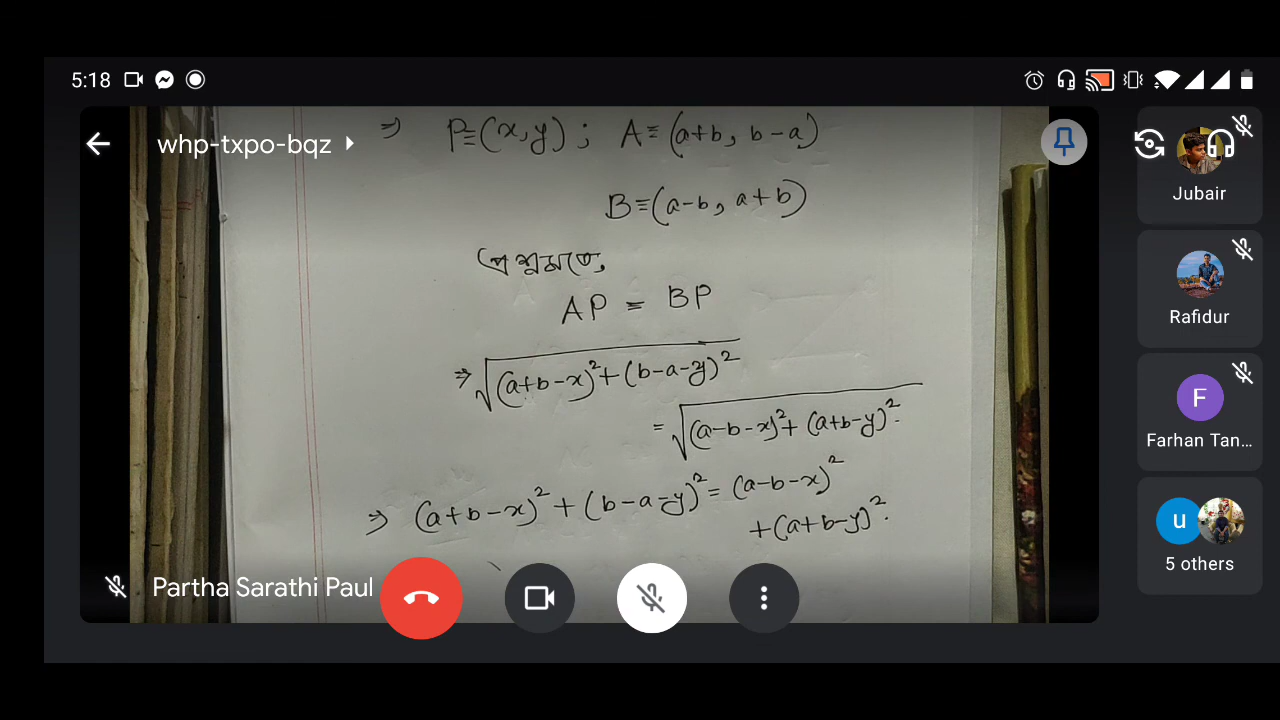 5:18
whp-txpo-bqz
⇒ P≡(x,y) ; A≡(a+b, b-a)
B≡(a-b, a+b)
প্রশ্নমতে,
AP = BP
⇒ √(a+b-x)²+(b-a-y)²
= √(a-b-x)²+(a+b-y)².
⇒ (a+b-x)²+(b-a-y)² = (a-b-x)²
+(a+b-y)².
Partha Sarathi Paul
Jubair
Rafidur
F
Farhan Tan...
u
5 others